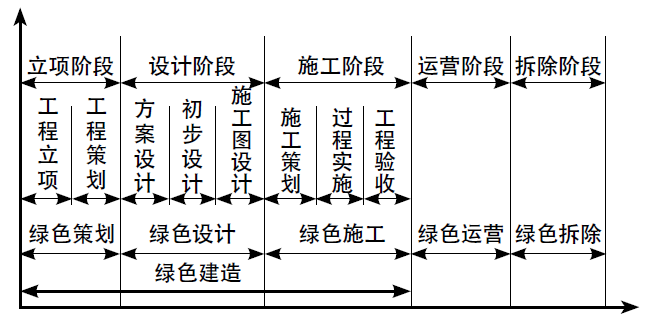 立项阶段 设计阶段 施工阶段 运营阶段 拆除阶段
工程立项 工程策划 方案设计 初步设计 施工图设计 施工策划 过程实施 工程验收
绿色策划 绿色设计 绿色施工 绿色运营 绿色拆除
绿色建造